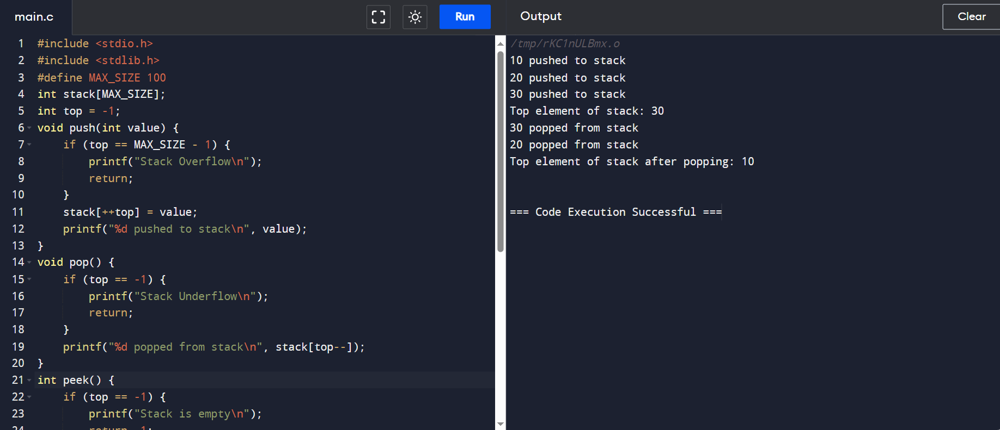 main.c
Run
Output
Clear
1 #include <stdio.h>
2 #include <stdlib.h>
3 #define MAX_SIZE 100
4 int stack[MAX_SIZE];
5 int top = -1;
6 void push(int value) {
7     if (top == MAX_SIZE - 1) {
8         printf("Stack Overflow\n");
9         return;
10     }
11     stack[++top] = value;
12     printf("%d pushed to stack\n", value);
13 }
14 void pop() {
15     if (top == -1) {
16         printf("Stack Underflow\n");
17         return;
18     }
19     printf("%d popped from stack\n", stack[top--]);
20 }
21 int peek() {
22     if (top == -1) {
23         printf("Stack is empty\n");
24         return -1;
/tmp/rKC1nULBmx.o
10 pushed to stack
20 pushed to stack
30 pushed to stack
Top element of stack: 30
30 popped from stack
20 popped from stack
Top element of stack after popping: 10
=== Code Execution Successful ===